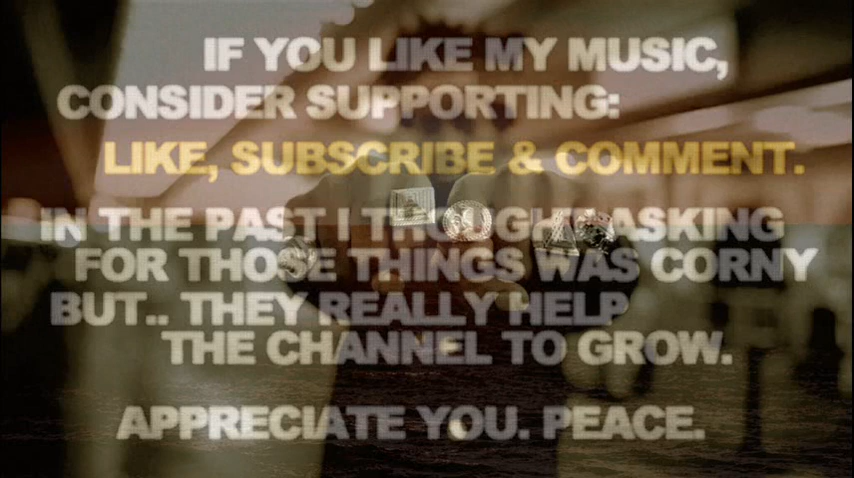 IF YOU LIKE MY MUSIC,
CONSIDER SUPPORTING:
LIKE, SUBSCRIBE & COMMENT.
IN THE PAST I THOUGHT ASKING
FOR THOSE THINGS WAS CORNY
BUT.. THEY REALLY HELP
THE CHANNEL TO GROW.
APPRECIATE YOU. PEACE.